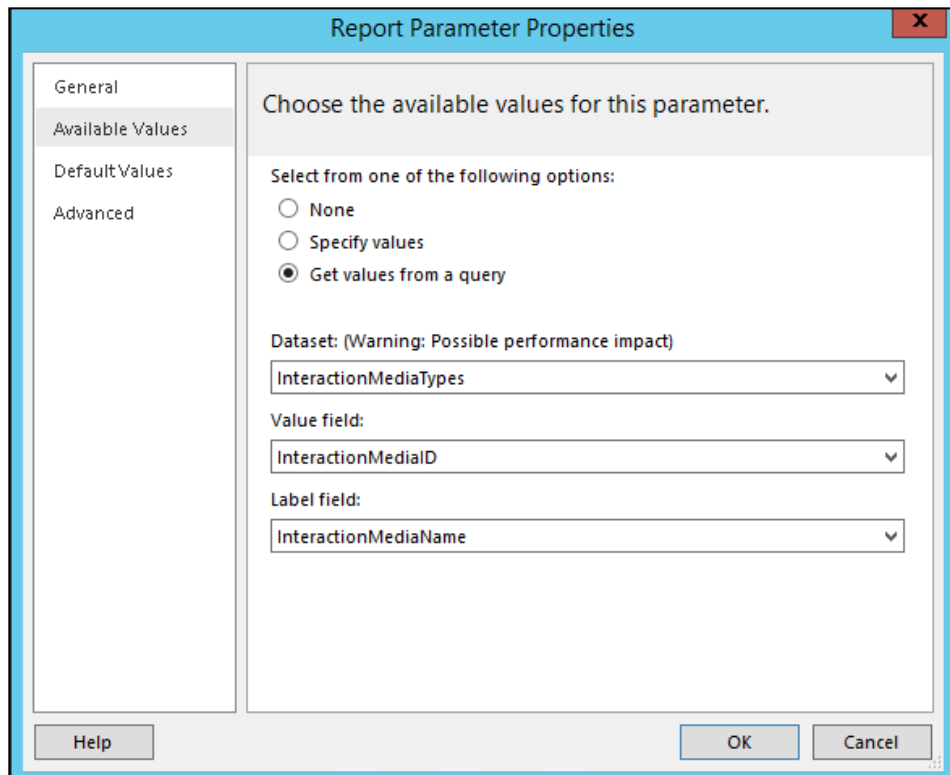 Report Parameter Properties
x
General
Available Values
Default Values
Advanced
Choose the available values for this parameter.
Select from one of the following options:
None
Specify values
Get values from a query
Dataset: (Warning: Possible performance impact)
InteractionMediaTypes
Value field:
InteractionMediaID
Label field:
InteractionMediaName
Help
OK
Cancel